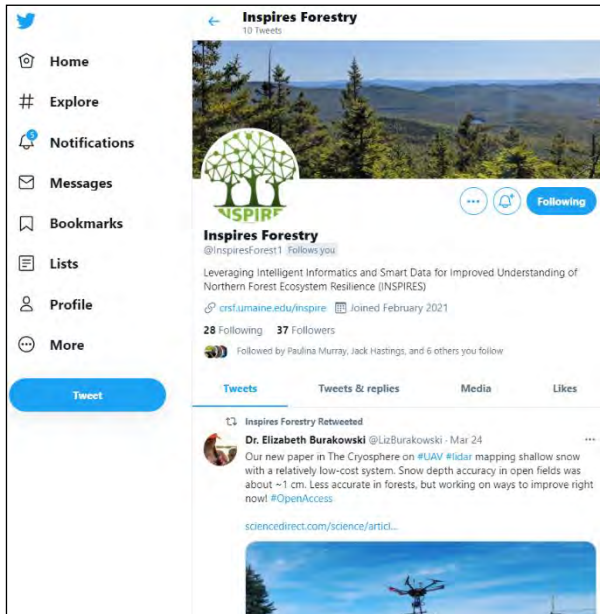 Inspires Forestry
10 Tweets
Home
Explore
5
Notifications
Messages
Bookmarks
Lists
Profile
More
Tweet
INSPIRE
Following
Inspires Forestry
@InspiresForest1 Follows you
Leveraging Intelligent Informatics and Smart Data for Improved Understanding of
Northern Forest Ecosystem Resilience (INSPIRES)
crsf.umaine.edu/inspire Joined February 2021
28 Following 37 Followers
Followed by Paulina Murray, Jack Hastings, and 6 others you follow
Tweets Tweets & replies Media Likes
Inspires Forestry Retweeted
Dr. Elizabeth Burakowski @LizBurakowski · Mar 24
Our new paper in The Cryosphere on #UAV #lidar mapping shallow snow
with a relatively low-cost system. Snow depth accuracy in open fields was
about ~1 cm. Less accurate in forests, but working on ways to improve right
now! #OpenAccess
sciencedirect.com/science/articl...